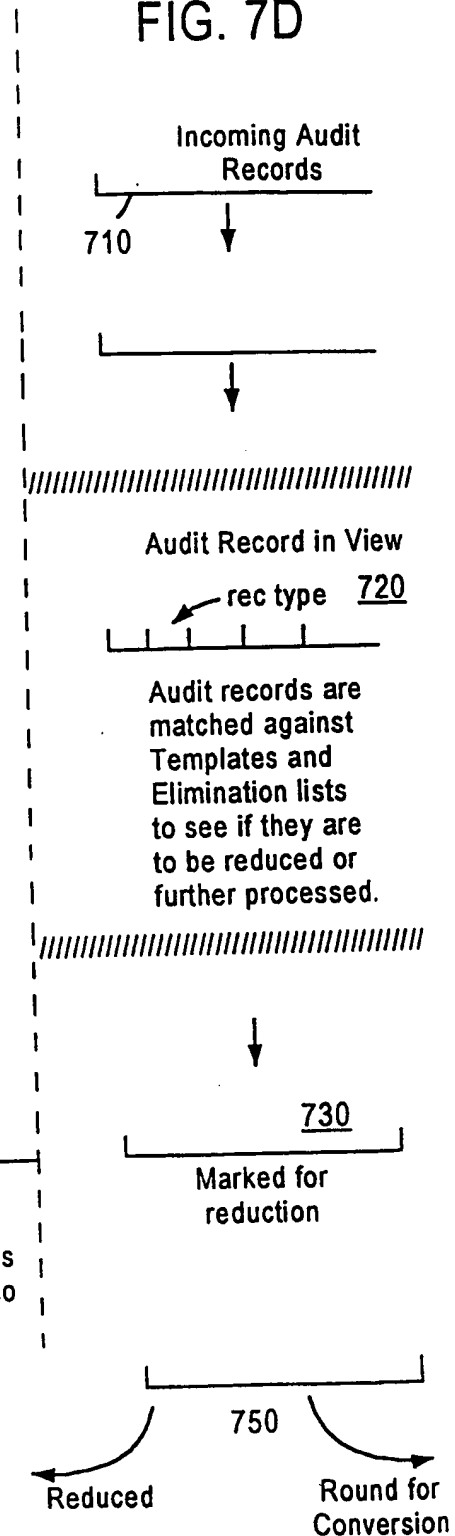 FIG. 7D
Incoming Audit
Records
710
Audit Record in View
rec type 720
Audit records are
matched against
Templates and
Elimination lists
to see if they are
to be reduced or
further processed.
730
Marked for
reduction
s
o
750
Reduced
Round for
Conversion